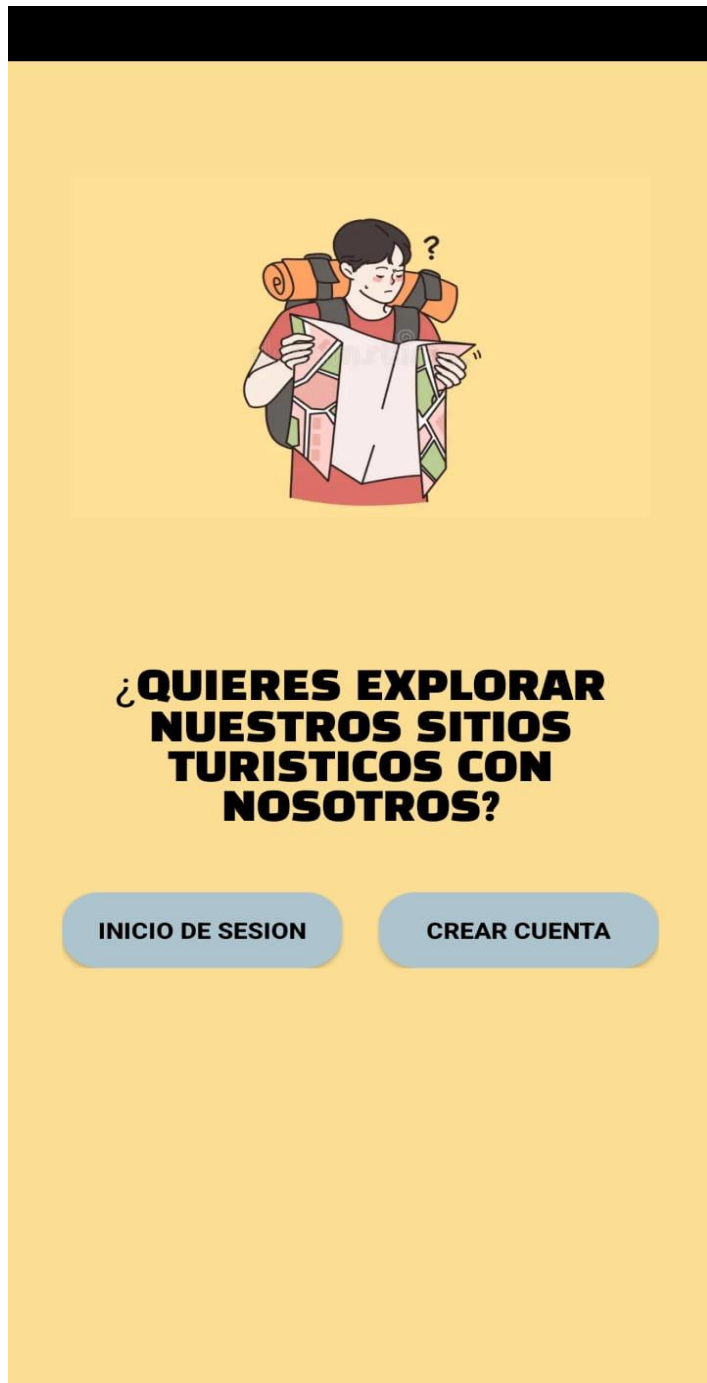 ?
¿QUIERES EXPLORAR
NUESTROS SITIOS
TURISTICOS CON
NOSOTROS?
INICIO DE SESION
CREAR CUENTA